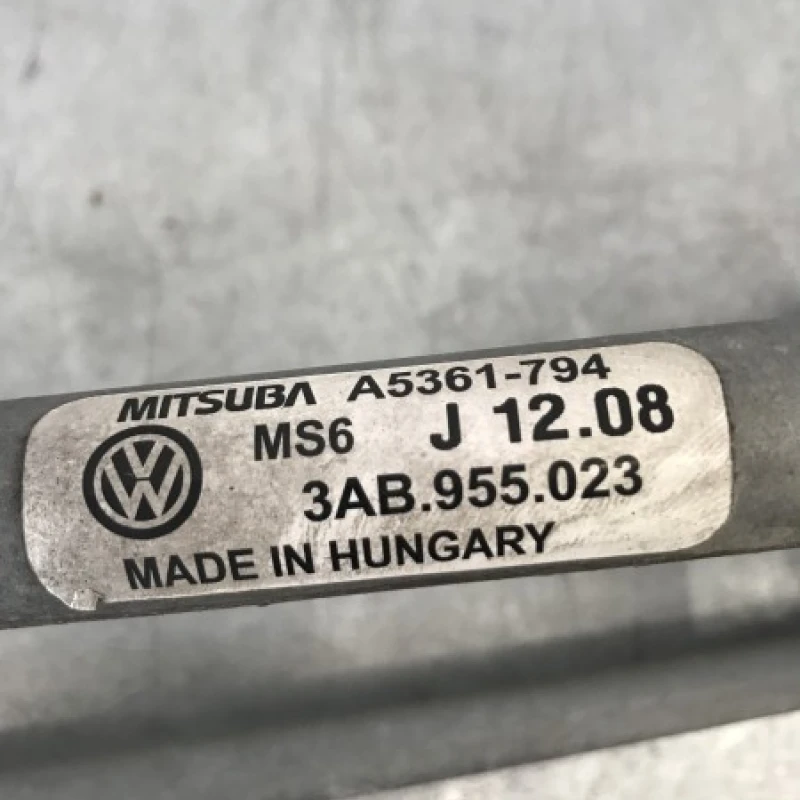 MITSUBA A5361-794
MS6 J 12.08
3AB.955.023
MADE IN HUNGARY